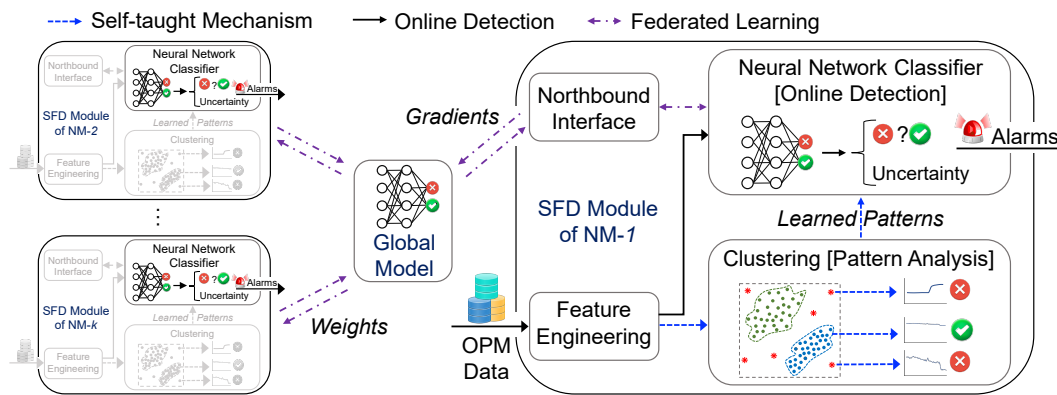 Self-taught Mechanism
Online Detection
Federated Learning
Northbound
Interface
Neural Network
Classifier
?
Uncertainty
Alarms
SFD Module
of NM-2
Learned Patterns
Clustering
Feature
Engineering
⋮
Northbound
Interface
Neural Network
Classifier
?
Uncertainty
Alarms
SFD Module
of NM-k
Learned Patterns
Clustering
Feature
Engineering
Gradients
Global
Model
Weights
Northbound
Interface
Neural Network Classifier
[Online Detection]
?
Uncertainty
Alarms
SFD Module
of NM-1
Learned Patterns
Clustering [Pattern Analysis]
OPM
Data
Feature
Engineering